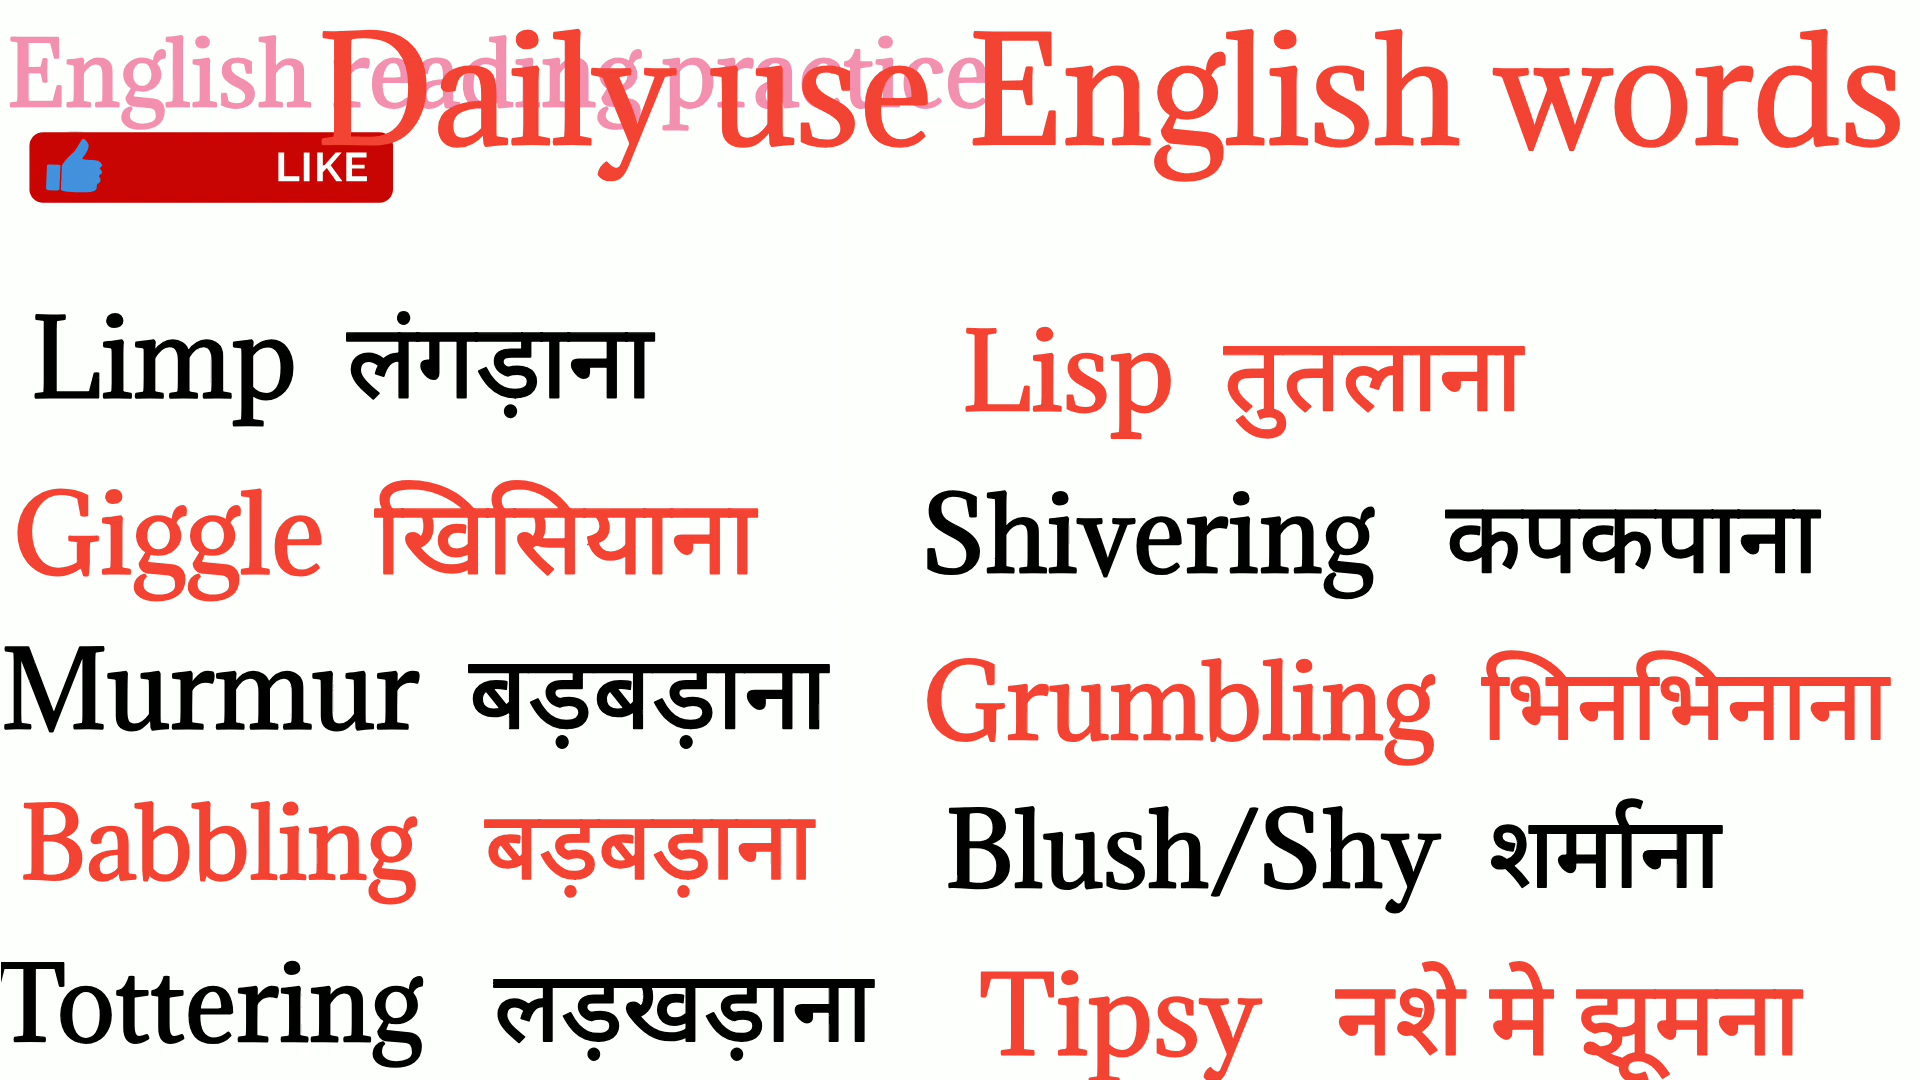 English reading practice
Daily use English words
LIKE
Limp लंगड़ाना
Lisp तुतलाना
Giggle खिसियाना
Shivering कपकपाना
Murmur बड़बड़ाना
Grumbling भिनभिनाना
Babbling बड़बड़ाना
Blush/Shy शर्माना
Tottering लड़खड़ाना
Tipsy नशे मे झूमना